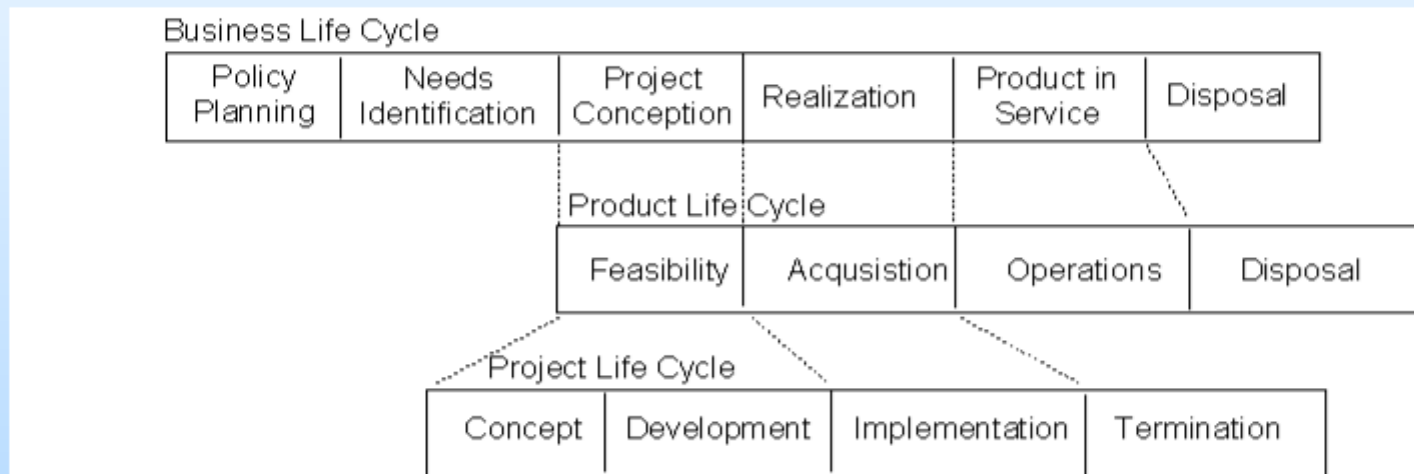 Business Life Cycle
Policy Planning
Needs Identification
Project Conception
Realization
Product in Service
Disposal
Product Life Cycle
Feasibility
Acqusistion
Operations
Disposal
Project Life Cycle
Concept
Development
Implementation
Termination